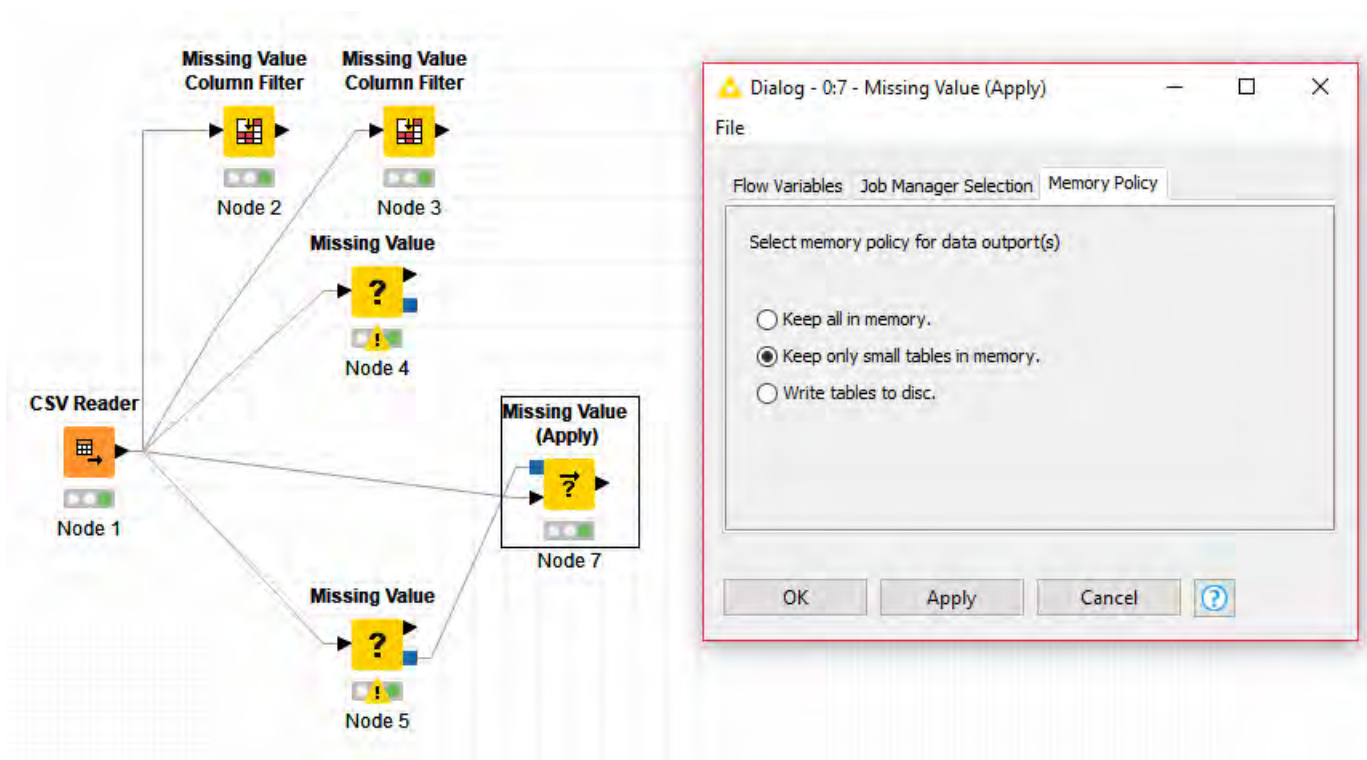 Missing Value
Column Filter
Missing Value
Column Filter
Node 2
Node 3
Missing Value
?
Node 4
CSV Reader
Node 1
Missing Value
(Apply)
?
Node 7
Missing Value
?
Node 5
Dialog - 0:7 - Missing Value (Apply)
File
Flow Variables Job Manager Selection Memory Policy
Select memory policy for data outport(s)
Keep all in memory.
Keep only small tables in memory.
Write tables to disc.
OK Apply Cancel ?